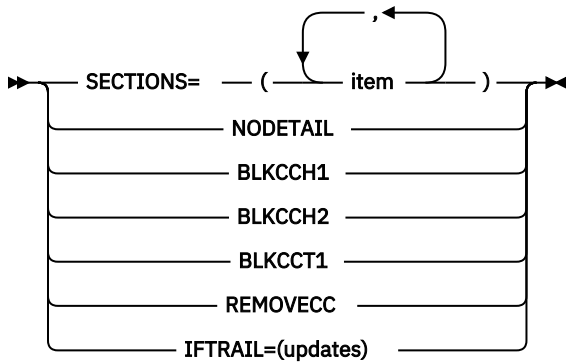 ,
SECTIONS= ( item )
NODETAIL
BLKCCH1
BLKCCH2
BLKCCT1
REMOVECC
IFTRAIL=(updates)